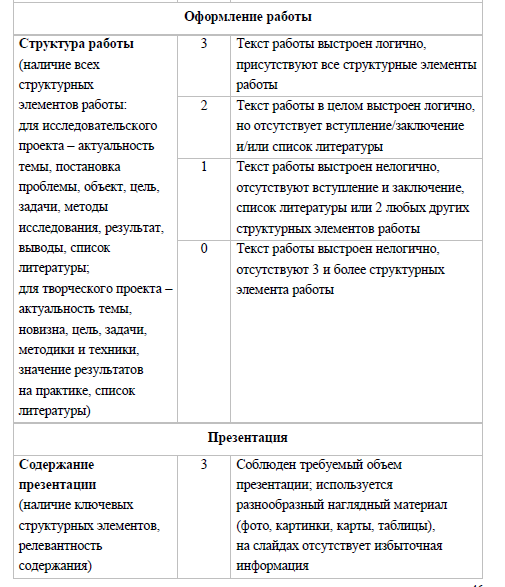 Оформление работы
Структура работы
(наличие всех
структурных
элементов работы:
для исследовательского
проекта – актуальность
темы, постановка
проблемы, объект, цель,
задачи, методы
исследования, результат,
выводы, список
литературы;
для творческого проекта –
актуальность темы,
новизна, цель, задачи,
методики и техники,
значение результатов
на практике, список
литературы)
3
Текст работы выстроен логично,
присутствуют все структурные элементы
работы
2
Текст работы в целом выстроен логично,
но отсутствует вступление/заключение
и/или список литературы
1
Текст работы выстроен нелогично,
отсутствуют вступление и заключение,
список литературы или 2 любых других
структурных элементов работы
0
Текст работы выстроен нелогично,
отсутствуют 3 и более структурных
элемента работы
Презентация
Содержание
презентации
(наличие ключевых
структурных элементов,
релевантность
содержания)
3
Соблюден требуемый объем
презентации; используется
разнообразный наглядный материал
(фото, картинки, карты, таблицы),
на слайдах отсутствует избыточная
информация